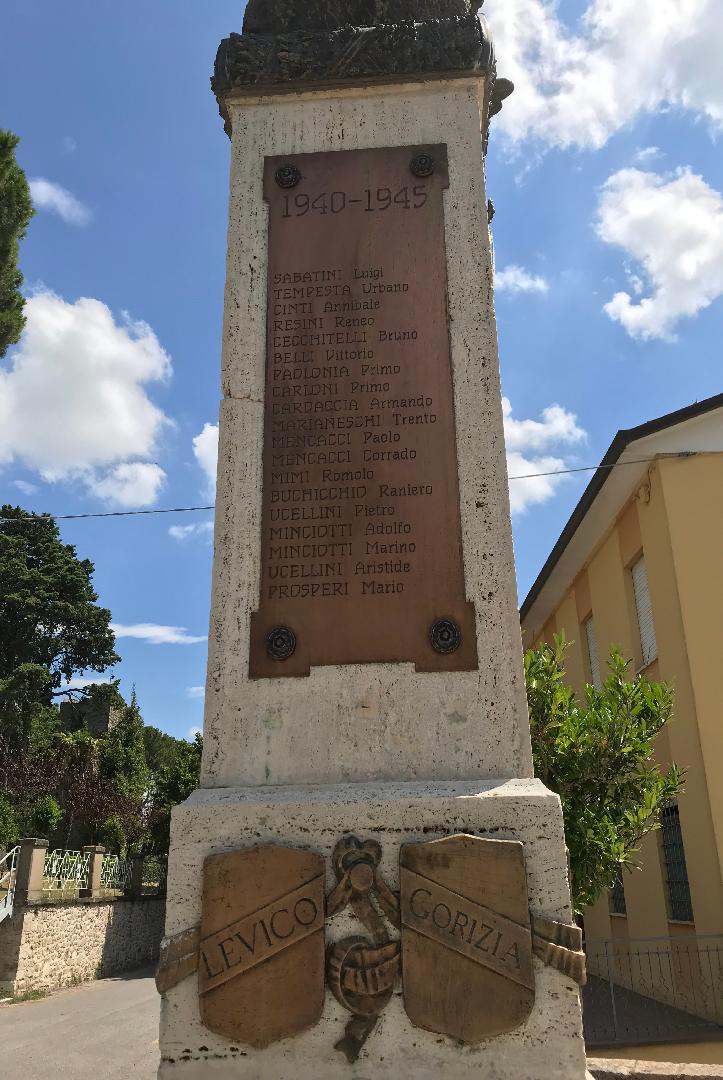 1940-1945
SABATINI Luigi
TEMPESTA Urbano
CINTI Annibale
RESINI Reneo
CECCHITELLI Bruno
BELLI Vittorio
PAOLONIA Primo
CARLONI Primo
CARDACCIA Armando
MARIANESCHI Trento
MENCACCI Paolo
MENCACCI Corrado
MIMI Romolo
BUCHICCHIO Raniero
UCELLINI Pietro
MINCIOTTI Adolfo
MINCIOTTI Marino
UCELLINI Aristide
PROSPERI Mario
LEVICO
GORIZIA